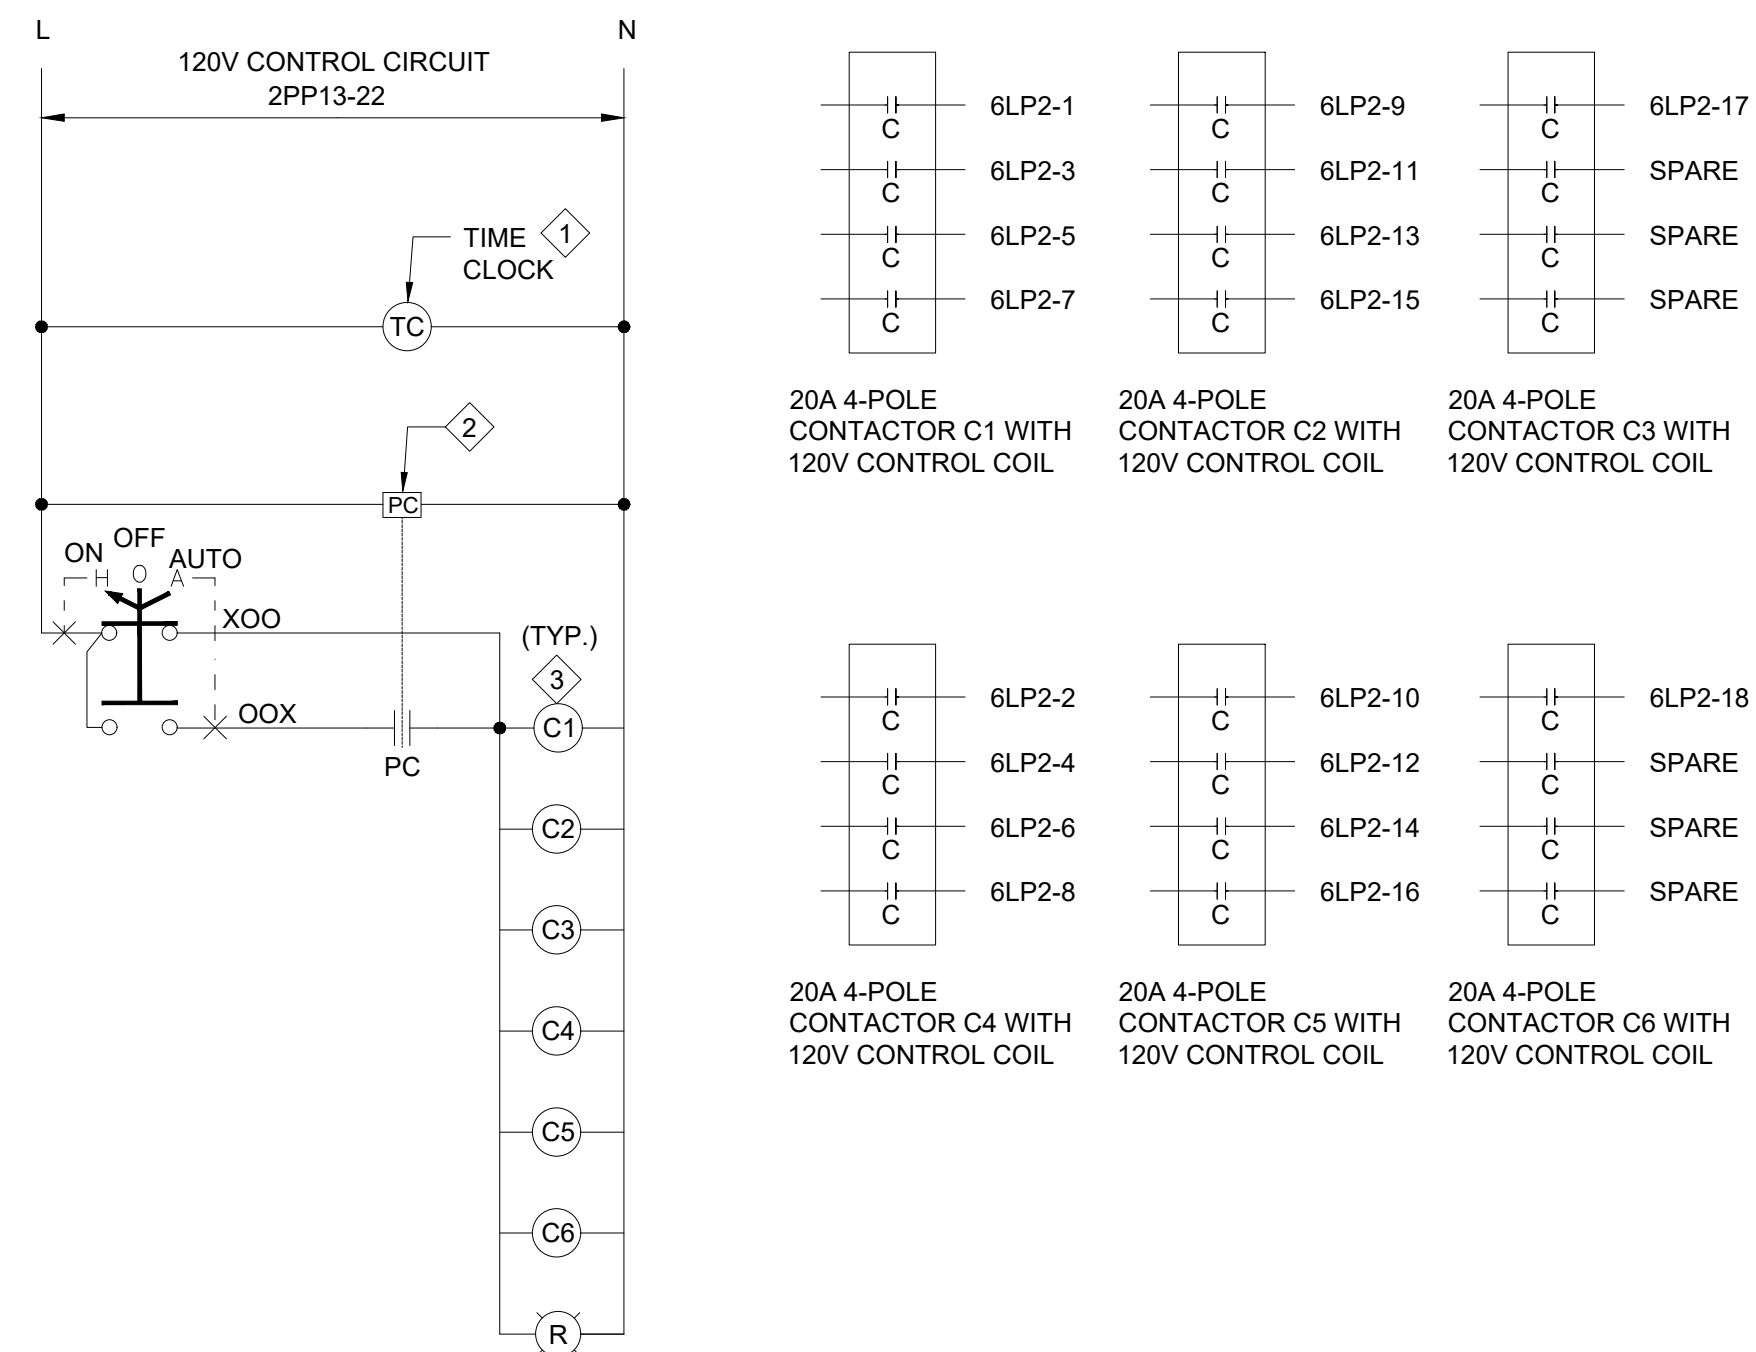 L
N
120V CONTROL CIRCUIT
2PP13-22
TIME
CLOCK
1
TC
2
PC
ON
OFF
AUTO
H
O
A
XOO
OOX
PC
(TYP.)
3
C1
C2
C3
C4
C5
C6
R
6LP2-1
C
6LP2-3
C
6LP2-5
C
6LP2-7
C
20A 4-POLE
CONTACTOR C1 WITH
120V CONTROL COIL
6LP2-9
C
6LP2-11
C
6LP2-13
C
6LP2-15
C
20A 4-POLE
CONTACTOR C2 WITH
120V CONTROL COIL
6LP2-17
C
SPARE
C
SPARE
C
SPARE
C
20A 4-POLE
CONTACTOR C3 WITH
120V CONTROL COIL
6LP2-2
C
6LP2-4
C
6LP2-6
C
6LP2-8
C
20A 4-POLE
CONTACTOR C4 WITH
120V CONTROL COIL
6LP2-10
C
6LP2-12
C
6LP2-14
C
6LP2-16
C
20A 4-POLE
CONTACTOR C5 WITH
120V CONTROL COIL
6LP2-18
C
SPARE
C
SPARE
C
SPARE
C
20A 4-POLE
CONTACTOR C6 WITH
120V CONTROL COIL